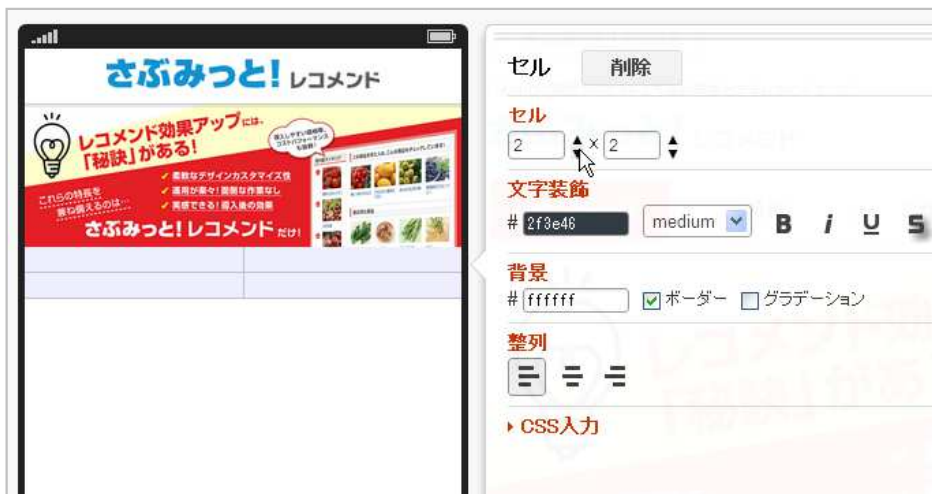 さぶみっと! レコメンド
レコメンド効果アップには、
「秘訣」がある!
導入しやすい価格帯、
コストパフォーマンス
も抜群!
これらの特長を
兼ね備えるのは…
✓ 柔軟なデザインカスタマイズ性
✓ 運用が楽々!面倒な作業なし
✓ 実感できる!導入後の効果
さぶみっと!レコメンド だけ!
セル 削除
セル
2 × 2
文字装飾
# 2f3e46 medium B i U S
背景
# ffffff ボーダー グラデーション
整列
CSS入力